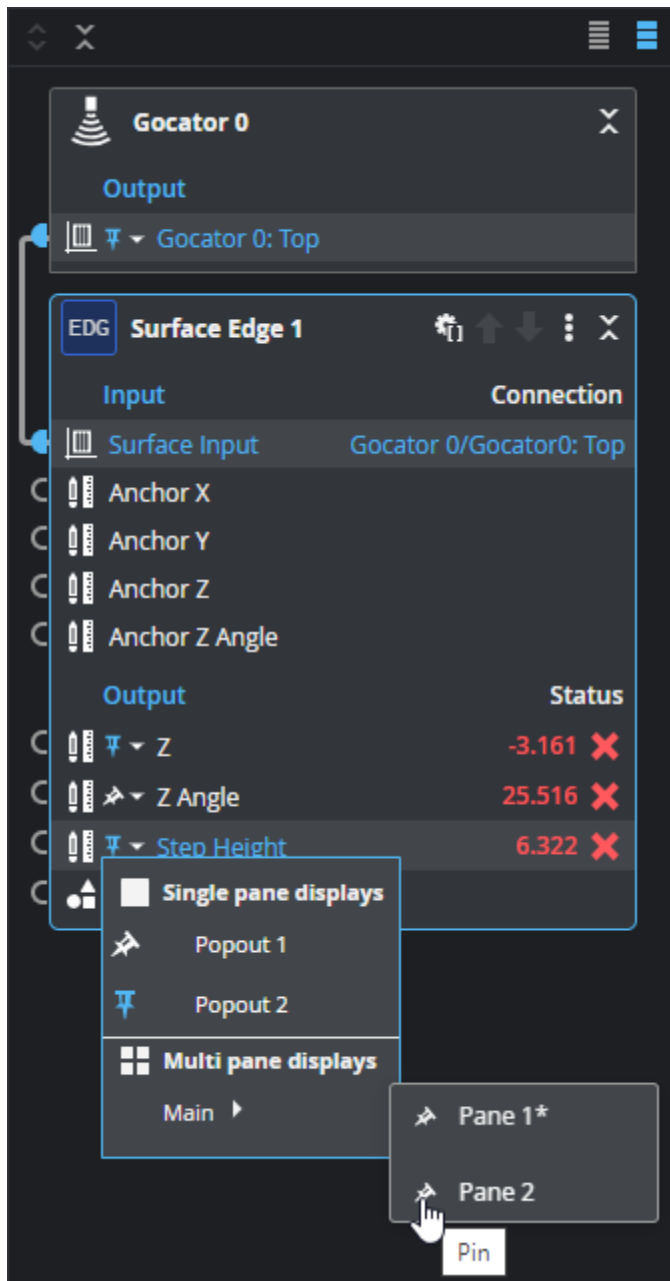 Gocator 0
Output
Gocator 0: Top
EDG Surface Edge 1
Input Connection
Surface Input Gocator 0/Gocator0: Top
Anchor X
Anchor Y
Anchor Z
Anchor Z Angle
Output Status
Z -3.161
Z Angle 25.516
Step Height 6.322
Single pane displays
Popout 1
Popout 2
Multi pane displays
Main
Pane 1*
Pane 2
Pin